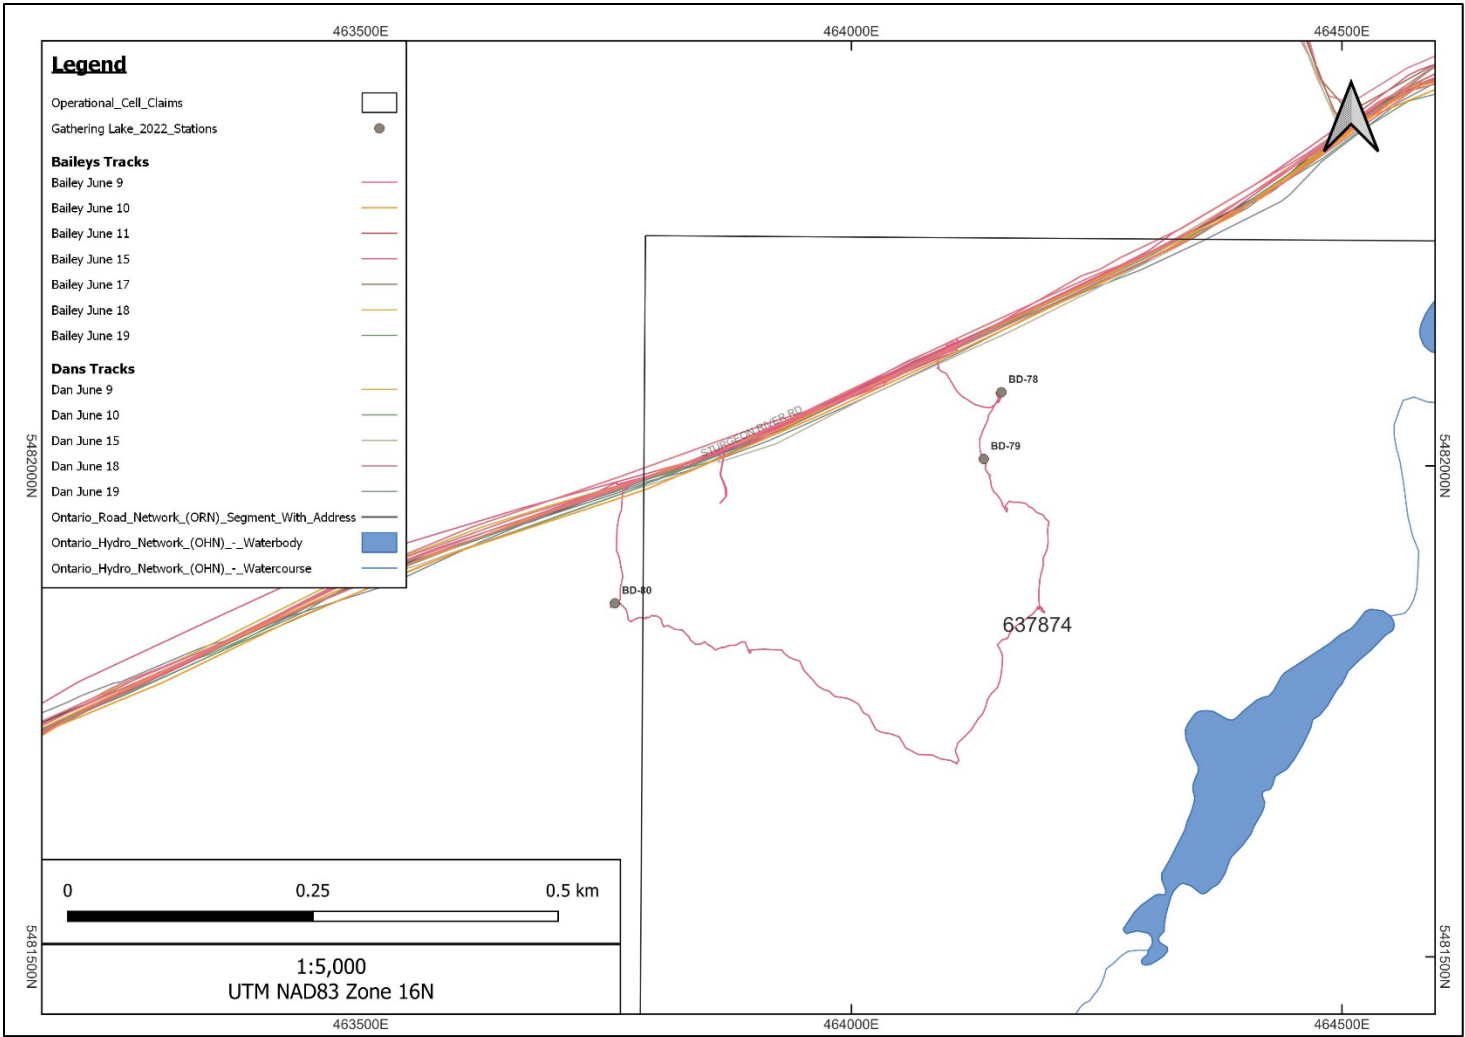 463500E
464000E
464500E
Legend
Operational_Cell_Claims
Gathering Lake_2022_Stations
Baileys Tracks
Bailey June 9
Bailey June 10
Bailey June 11
Bailey June 15
Bailey June 17
Bailey June 18
Bailey June 19
Dans Tracks
Dan June 9
Dan June 10
Dan June 15
Dan June 18
Dan June 19
Ontario_Road_Network_(ORN)_Segment_With_Address
Ontario_Hydro_Network_(OHN)_-_Waterbody
Ontario_Hydro_Network_(OHN)_-_Watercourse
BD-78
STURGEON RIVER RD
BD-79
5482000N
5482000N
BD-80
637874
0
0.25
0.5 km
1:5,000
UTM NAD83 Zone 16N
5481500N
5481500N
463500E
464000E
464500E